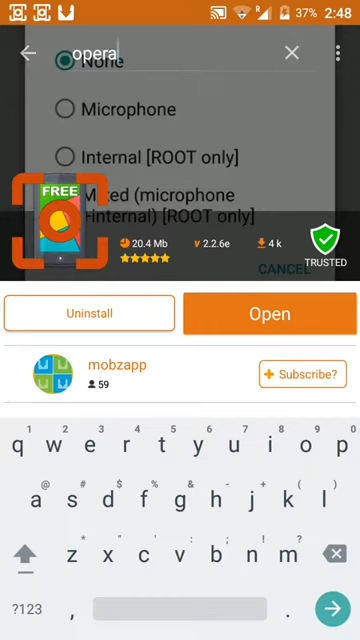 37% 2:48
opera
None
Microphone
Internal [ROOT only]
Mixed (microphone
+internal) [ROOT only]
CANCEL
FREE
20.4 Mb v 2.2.6e 4 k
TRUSTED
Uninstall Open
mobzapp
59
+ Subscribe?
1 2 3 4 5 6 7 8 9 0
q w e r t y u i o p
@ # $ % & - + ( )
a s d f g h j k l
* " ' : ; ! ?
z x c v b n m
?123 , .